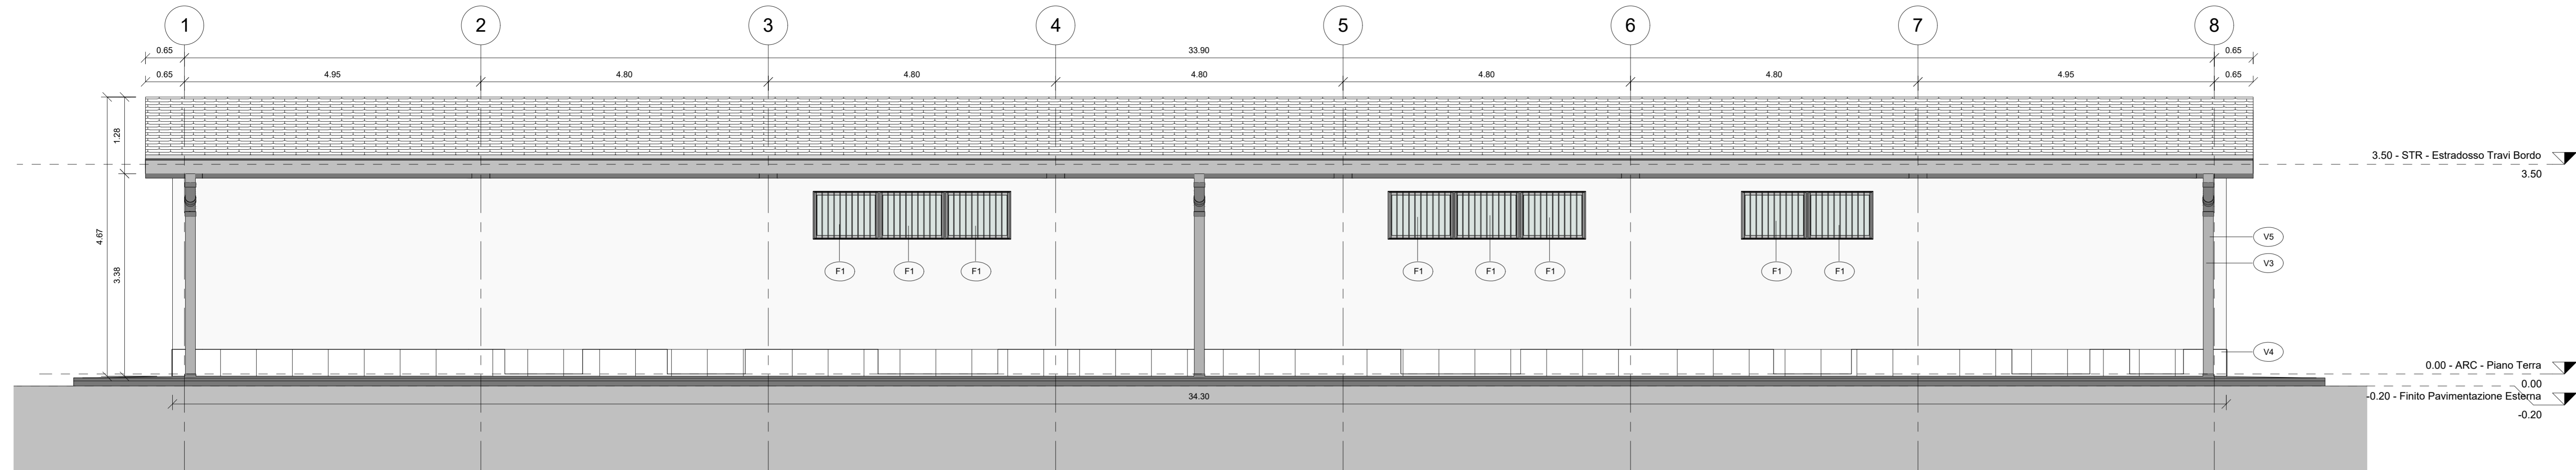 1 2 3 4 5 6 7 8
0.65 33.90 0.65
0.65 4.95 4.80 4.80 4.80 4.80 4.80 4.95 0.65
1.28
4.67
3.38
3.50 - STR - Estradosso Travi Bordo
3.50
F1 F1 F1 F1 F1 F1 F1 F1
V5
V3
V4
0.00 - ARC - Piano Terra
0.00
-0.20 - Finito Pavimentazione Esterna
-0.20
34.30